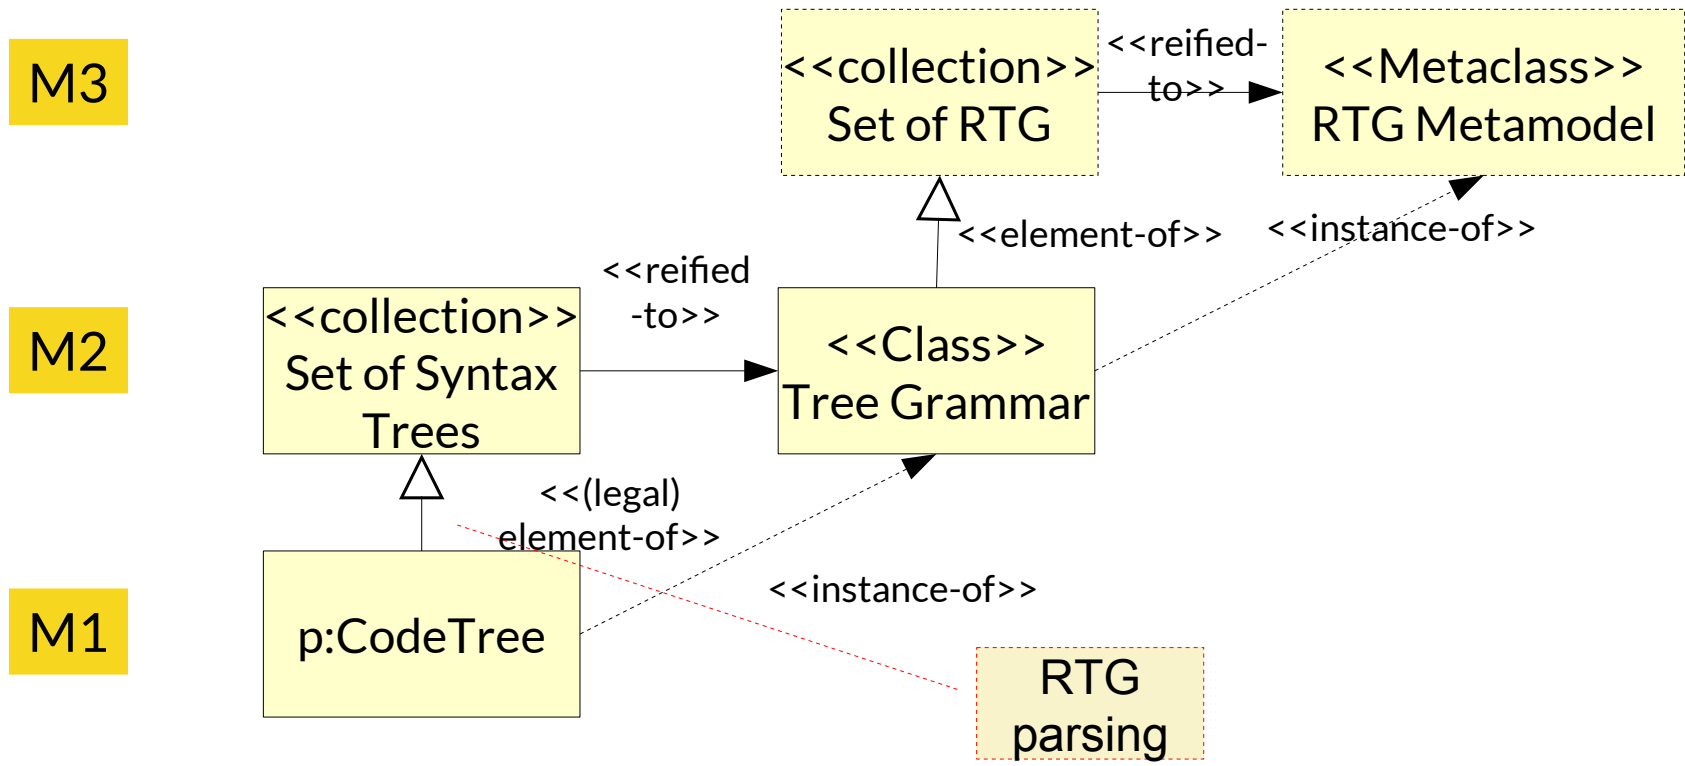 M3
<<collection>>
Set of RTG
<<reified-
to>>
<<Metaclass>>
RTG Metamodel
<<element-of>>
<<instance-of>>
M2
<<collection>>
Set of Syntax
Trees
<<reified
-to>>
<<Class>>
Tree Grammar
<<(legal)
element-of>>
<<instance-of>>
M1
p:CodeTree
RTG
parsing